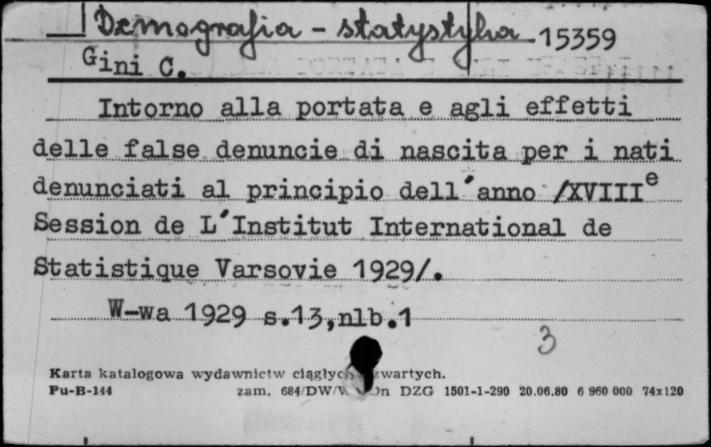 Demografia - statystyka 15359
Gini C.
Intorno alla portata e agli effetti
delle false denuncie di nascita per i nati
denunciati al principio dell'anno /XVIIIe
Session de L'Institut International de
Statistique Varsovie 1929/.
W-wa 1929 s.13,nlb.1
3
Karta katalogowa wydawnictw ciągłych zwartych.
Pu-B-144 zam. 684/DW/ DZG 1501-1-290 20.06.80 6 960 000 74x120